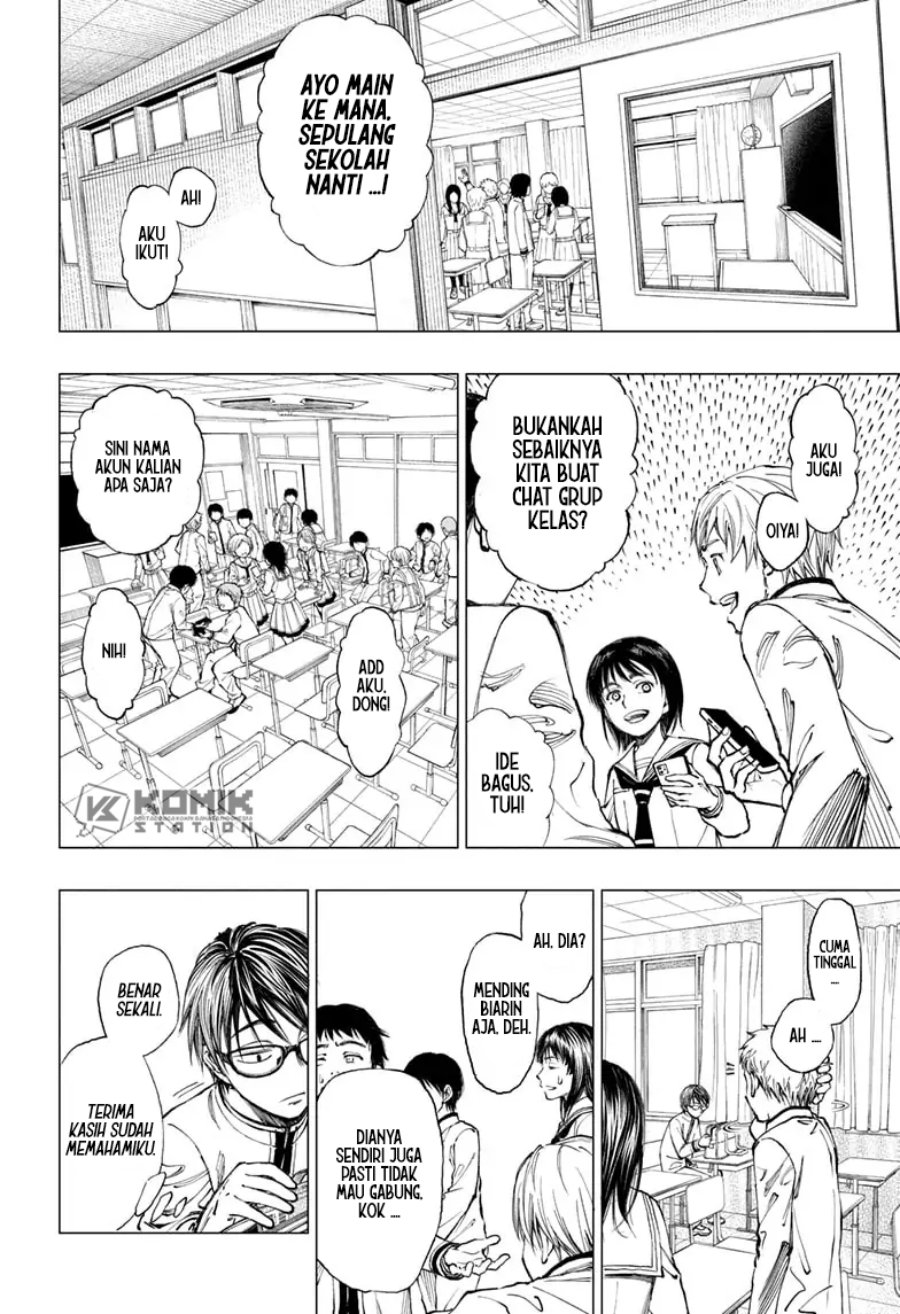 AYO MAIN
KE MANA,
SEPULANG
SEKOLAH
NANTI ...!
AH!
AKU
IKUT!
AKU
JUGA!
OIYA!
BUKANKAH
SEBAIKNYA
KITA BUAT
CHAT GRUP
KELAS?
IDE
BAGUS,
TUH!
SINI NAMA
AKUN KALIAN
APA SAJA?
ADD
AKU,
DONG!
NIH!
KOMIK
STATION
CUMA
TINGGAL
....
AH ....
AH, DIA?
MENDING
BIARIN
AJA, DEH.
DIANYA
SENDIRI JUGA
PASTI TIDAK
MAU GABUNG,
KOK ....
BENAR
SEKALI.
TERIMA
KASIH SUDAH
MEMAHAMIKU.